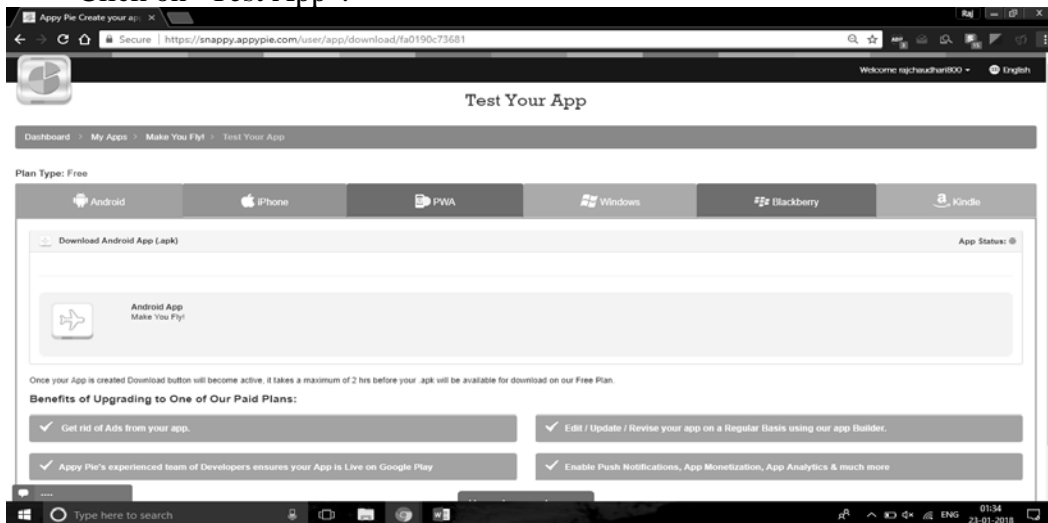 Click on "Test App".
Appy Pie Create your ap
Raj
Secure | https://snappy.appypie.com/user/app/download/fa0190c73681
Welcome rajchaudhari800
English
Test Your App
Dashboard > My Apps > Make You Fly! > Test Your App
Plan Type: Free
Android iPhone PWA Windows Blackberry Kindle
Download Android App (.apk) App Status:
Android App
Make You Fly!
Once your App is created Download button will become active, it takes a maximum of 2 hrs before your .apk will be available for download on our Free Plan.
Benefits of Upgrading to One of Our Paid Plans:
Get rid of Ads from your app. Edit / Update / Revise your app on a Regular Basis using our app Builder.
Appy Pie's experienced team of Developers ensures your App is Live on Google Play Enable Push Notifications, App Monetization, App Analytics & much more
....
Type here to search ENG 01:34
23-01-2018